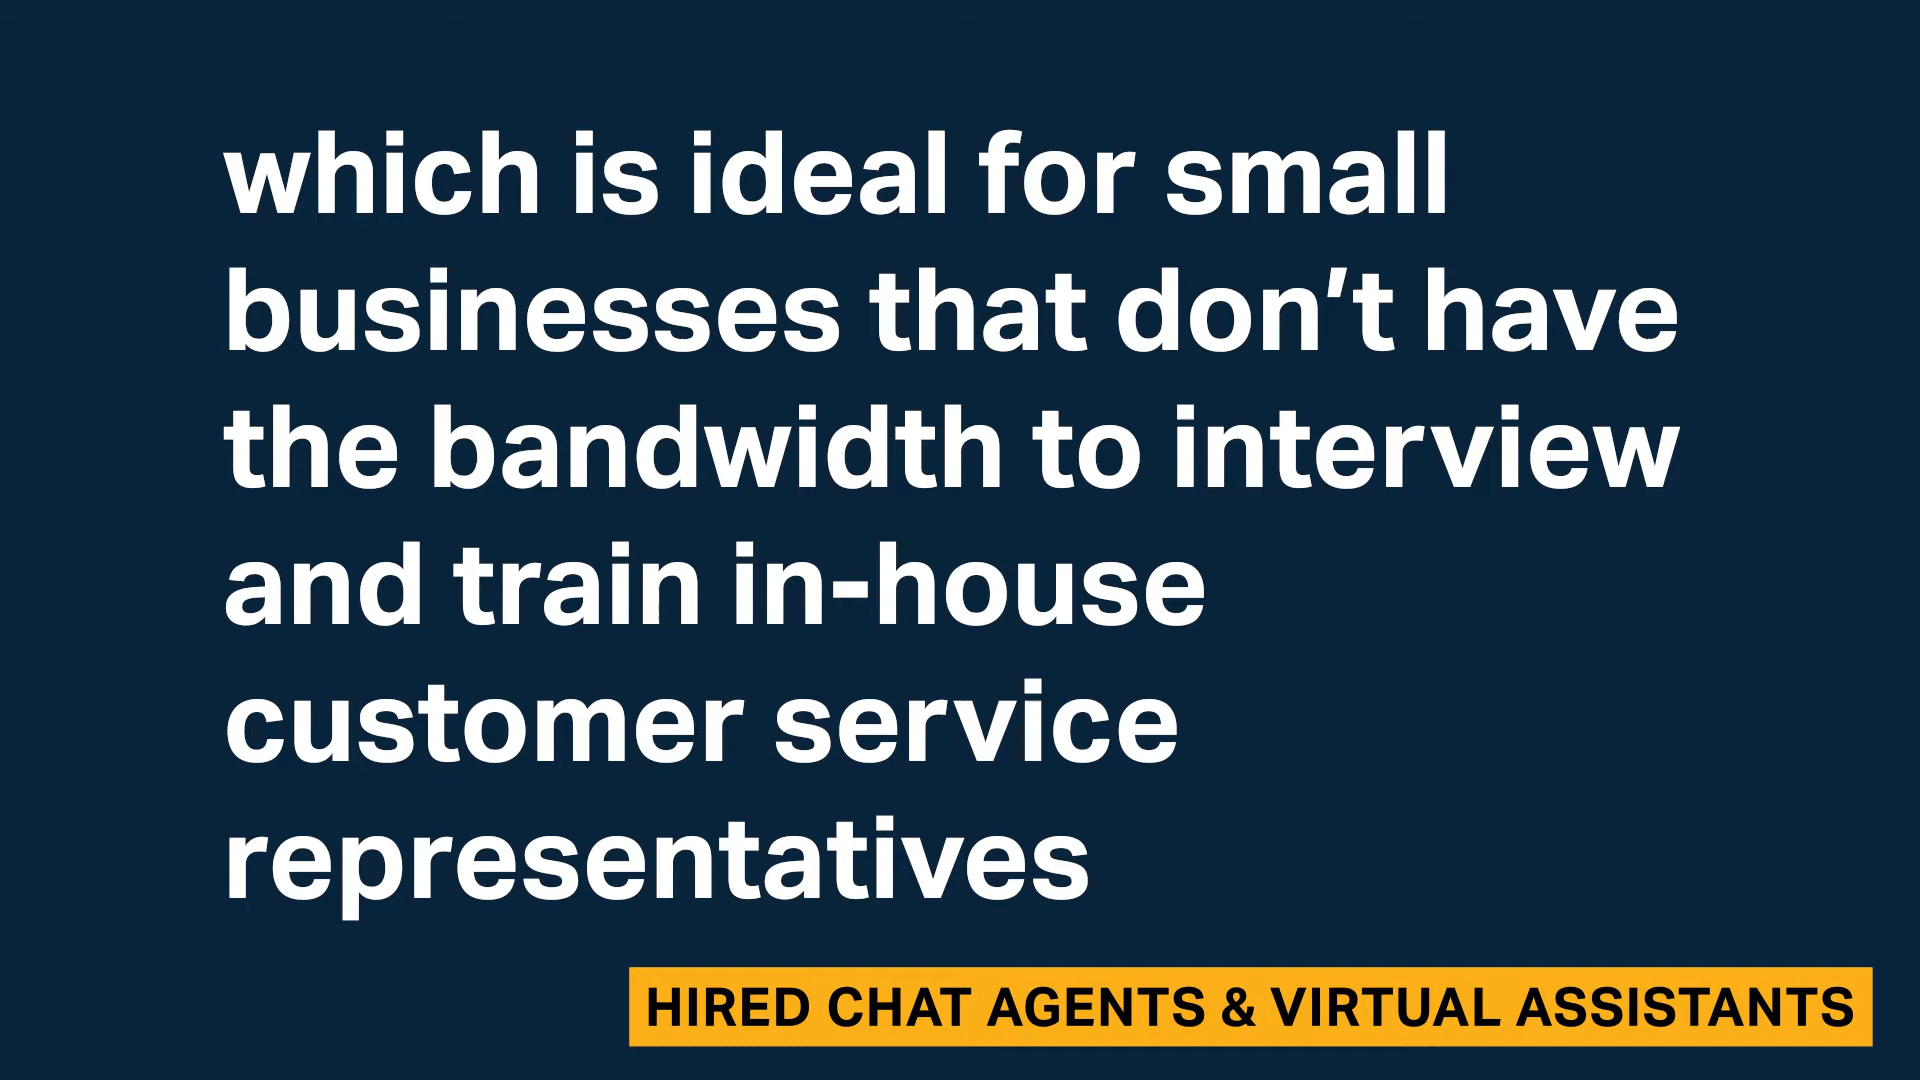 which is ideal for small
businesses that don’t have
the bandwidth to interview
and train in-house
customer service
representatives
HIRED CHAT AGENTS & VIRTUAL ASSISTANTS